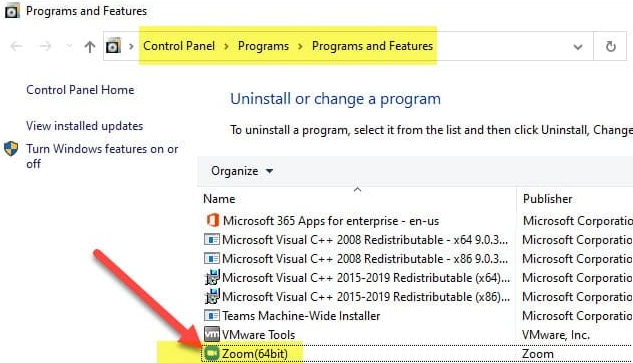 Programs and Features
Control Panel > Programs > Programs and Features
Control Panel Home
View installed updates
Turn Windows features on or
off
Uninstall or change a program
To uninstall a program, select it from the list and then click Uninstall, Change
Organize
Name Publisher
Microsoft 365 Apps for enterprise - en-us Microsoft Corporatio
Microsoft Visual C++ 2008 Redistributable - x64 9.0.3... Microsoft Corporatio
Microsoft Visual C++ 2008 Redistributable - x86 9.0.3... Microsoft Corporatio
Microsoft Visual C++ 2015-2019 Redistributable (x64)... Microsoft Corporatio
Microsoft Visual C++ 2015-2019 Redistributable (x86)... Microsoft Corporatio
Teams Machine-Wide Installer Microsoft Corporatio
vm VMware Tools VMware, Inc.
Zoom(64bit) Zoom